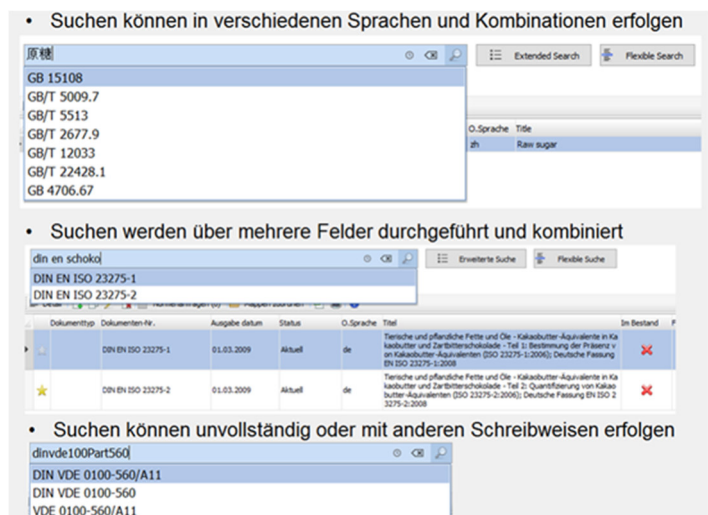 • Suchen können in verschiedenen Sprachen und Kombinationen erfolgen
原糖
Extended Search
Flexible Search
GB 15108
GB/T 5009.7
GB/T 5513
GB/T 2677.9
GB/T 12033
GB/T 22428.1
GB 4706.67
O.Sprache Title
zh Raw sugar
• Suchen werden über mehrere Felder durchgeführt und kombiniert
din en schoko
Erweiterte Suche
Flexible Suche
DIN EN ISO 23275-1
DIN EN ISO 23275-2
Dokumenttyp Dokumenten-Nr. Ausgabe datum Status O.Sprache Titel Im Bestand
DIN EN ISO 23275-1 01.03.2009 Aktuell de
Tierische und pflanzliche Fette und Öle - Kakaobutter-Äquivalente in Ka
kaobutter und Zartbitterschokolade - Teil 1: Bestimmung der Präsenz v
on Kakaobutter-Äquivalenten (ISO 23275-1:2006); Deutsche Fassung
EN ISO 23275-1:2008
DIN EN ISO 23275-2 01.03.2009 Aktuell de
Tierische und pflanzliche Fette und Öle - Kakaobutter-Äquivalente in Ka
kaobutter und Zartbitterschokolade - Teil 2: Quantifizierung von Kakao
butter-Äquivalenten (ISO 23275-2:2006); Deutsche Fassung EN ISO 2
3275-2:2008
• Suchen können unvollständig oder mit anderen Schreibweisen erfolgen
dinvde100Part560
DIN VDE 0100-560/A11
DIN VDE 0100-560
VDE 0100-560/A11